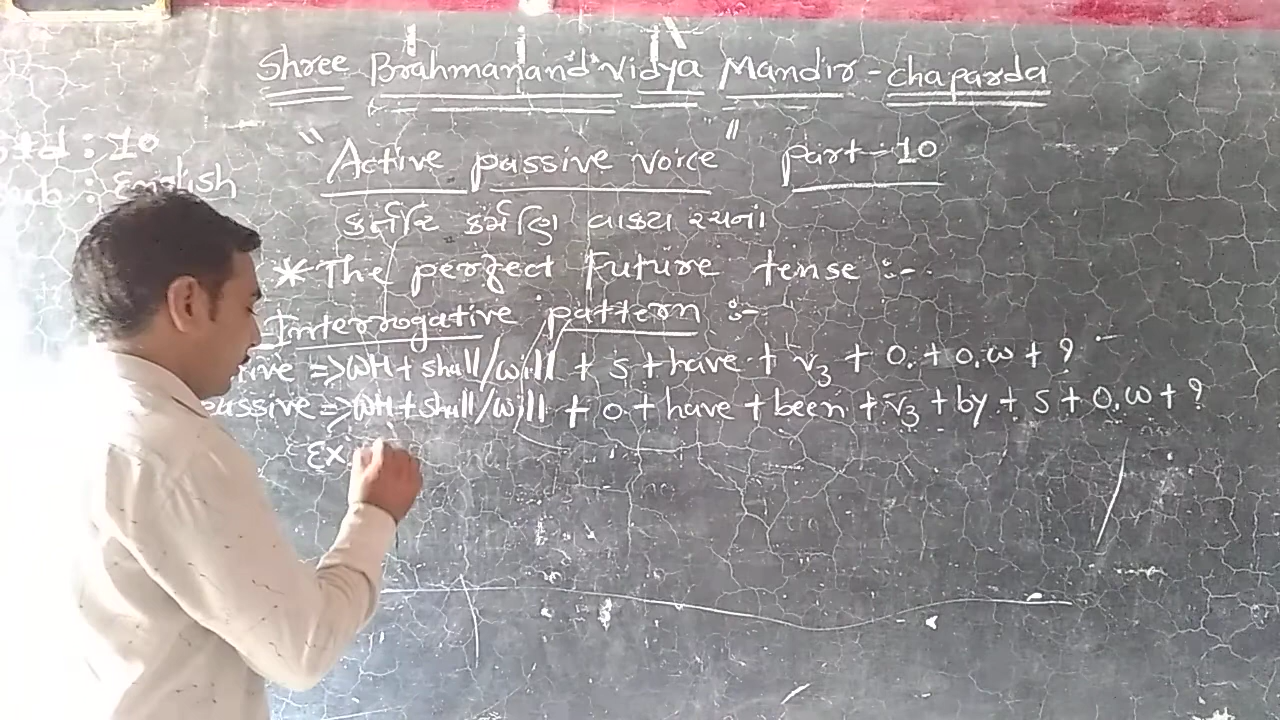 Shree Brahmanand Vidya Mandir - Chaparda
Std : 10
Sub : English
"Active passive voice" part - 10
કર્તરિ કર્મણિ વાક્ય રચના
* The perfect Future tense :-
Interrogative pattern :-
ive => WH + shall/will + S + have + V3 + O. + O.W + ?
passive => WH + shall/will + O + have + been + V3 + by + S + O.W + ?
Ex